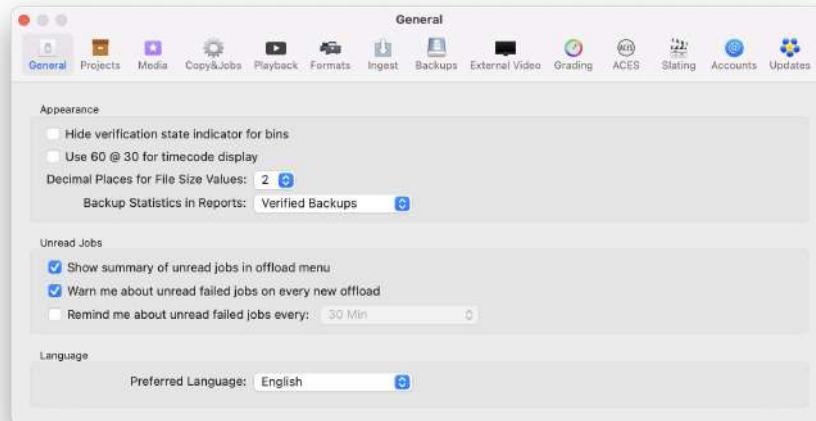 General
General Projects Media Copy&Jobs Playback Formats Ingest Backups External Video Grading ACES Slating Accounts Updates
Appearance
Hide verification state indicator for bins
Use 60 @ 30 for timecode display
Decimal Places for File Size Values: 2
Backup Statistics in Reports: Verified Backups
Unread Jobs
Show summary of unread jobs in offload menu
Warn me about unread failed jobs on every new offload
Remind me about unread failed jobs every: 30 Min
Language
Preferred Language: English